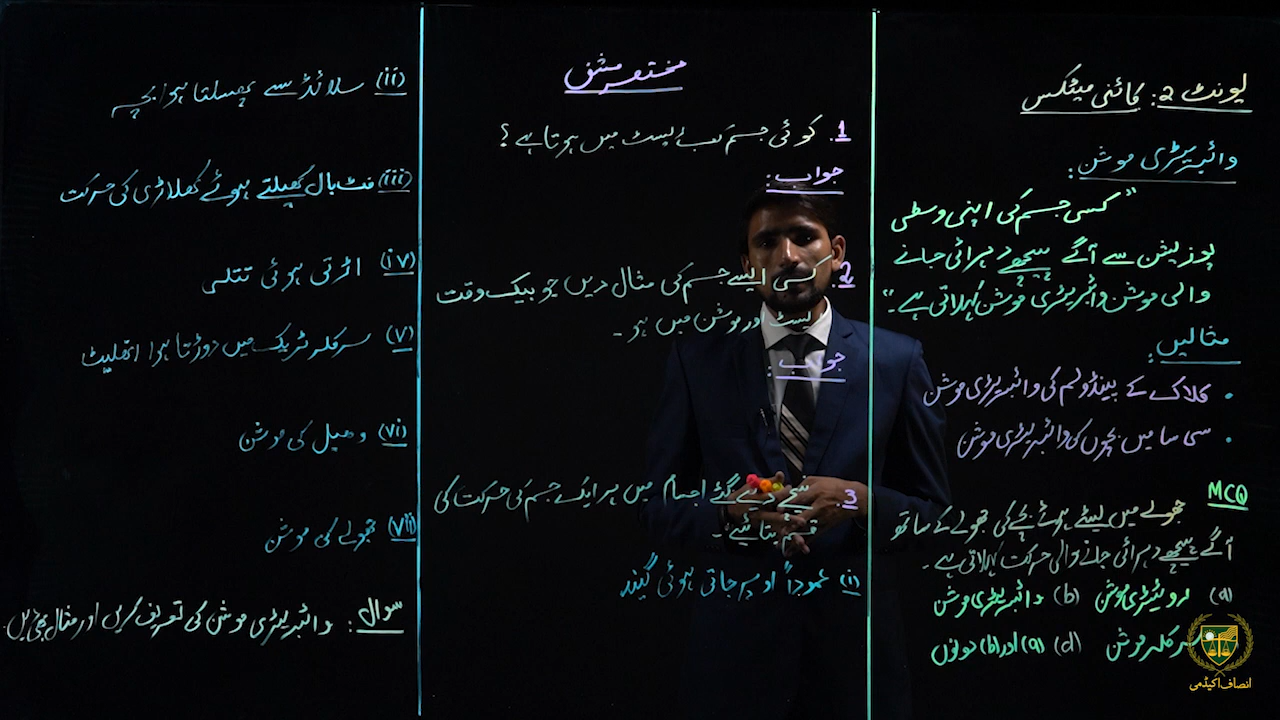 یونٹ 2: کائنی میٹکس
وائبریٹری موشن:
"کسی جسم کی اپنی وسطی
پوزیشن سے آگے پیچھے دہرائی جانے
والی موشن وائبریٹری موشن کہلاتی ہے۔"
مثالیں:
• کلاک کے پینڈولم کی وائبریٹری موشن
• سی سا میں بچوں کی وائبریٹری موشن
MCQ
جھولے میں لیٹے ہوئے بچے کی جھولے کے ساتھ
آگے پیچھے دہرائی جانے والی حرکت کہلاتی ہے۔
(a) روٹیٹری موشن (b) وائبریٹری موشن
سرکلر موشن (d) (a) اور (b) دونوں
انصاف اکیڈمی
مختصر مشق
1. کوئی جسم کب ریسٹ میں ہوتا ہے؟
جواب:
2. کسی ایسے جسم کی مثال دیں جو بیک وقت
ریسٹ اور موشن میں ہو۔
جواب:
3. نیچے دیے گئے اجسام میں ہر ایک جسم کی حرکت کی
قسم بتائیے۔
(i) عموداً اوپر جاتی ہوئی گیند
(ii) سلائڈ سے پھسلتا ہوا بچہ
(iii) فٹ بال کھیلتے ہوئے کھلاڑی کی حرکت
(iv) اڑتی ہوئی تتلی
(v) سرکلر ٹریک میں دوڑتا ہوا اتھلیٹ
(vi) وھیل کی موشن
(vii) جھولے کی موشن
سوال: وائبریٹری موشن کی تعریف کریں اور مثال بھی دیں۔